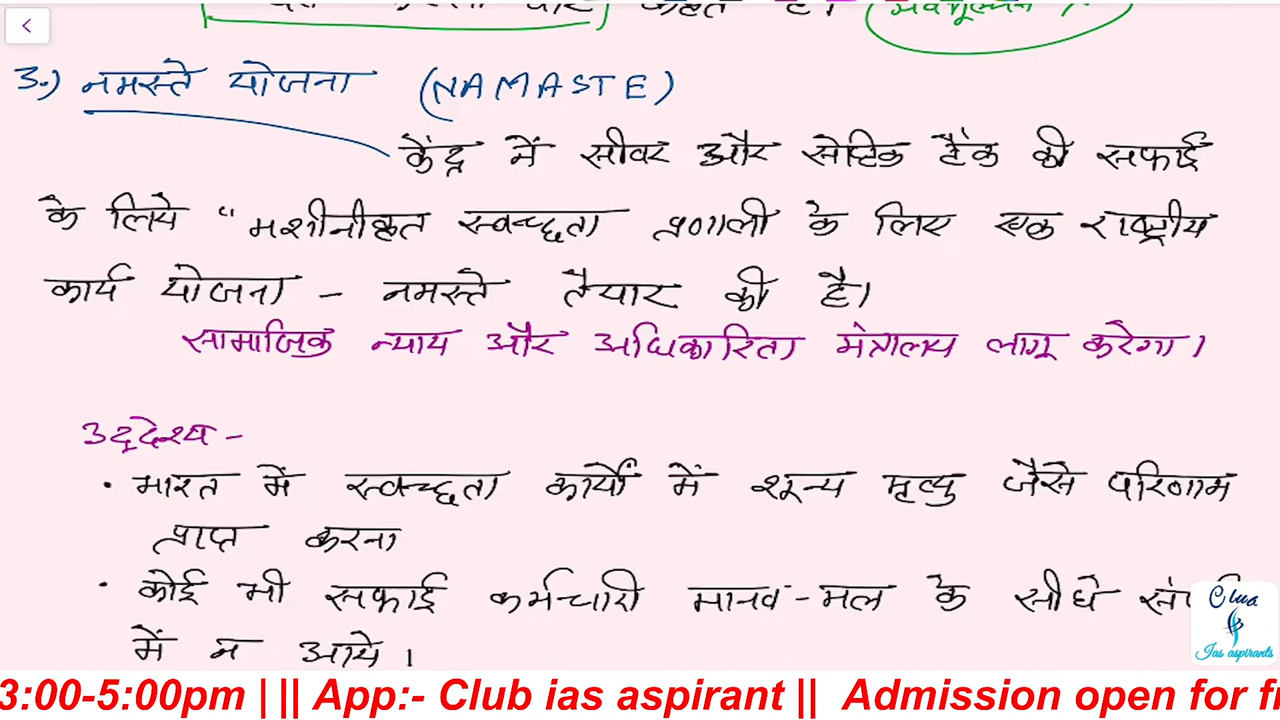 कहते हैं।
3.) नमस्ते योजना (NAMASTE)
केंद्र में सीवर और सेप्टिक टैंक की सफाई
के लिये "मशीनीकृत स्वच्छता प्रणाली के लिए एक राष्ट्रीय
कार्य योजना - नमस्ते तैयार की है।
सामाजिक न्याय और अधिकारिता मंत्रालय लागू करेगा।
उद्देश्य -
· भारत में स्वच्छता कार्यों में शून्य मृत्यु जैसे परिणाम
प्राप्त करना
· कोई भी सफाई कर्मचारी मानव - मल के सीधे
में न आये।
Club
Ias aspirants
3:00-5:00pm | || App:- Club ias aspirant || Admission open for